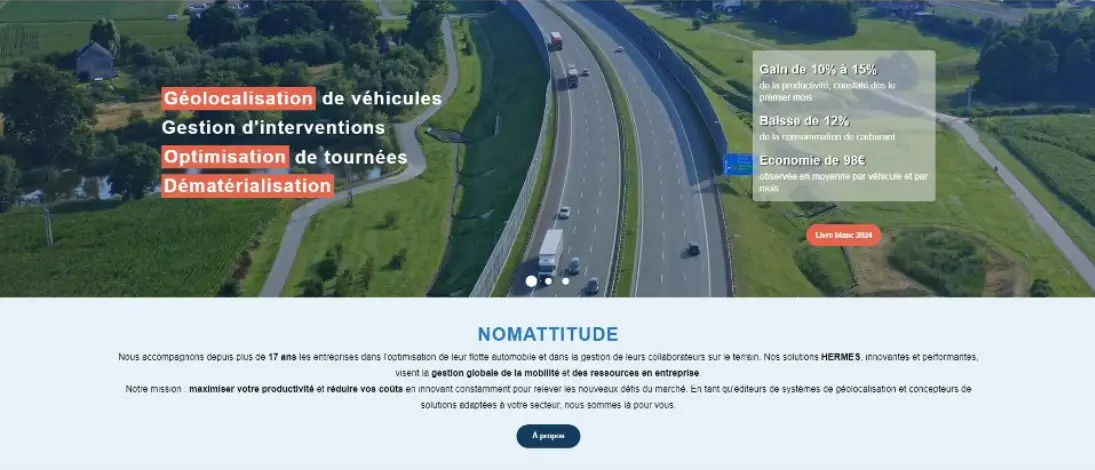 Géolocalisation de véhicules
Gestion d'interventions
Optimisation de tournées
Dématérialisation
Gain de 10% à 15%
de la productivité, constaté dès le
premier mois
Baisse de 12%
de la consommation de carburant
Economie de 98€
observée en moyenne par véhicule et par
mois
Livre blanc 2024
NOMATTITUDE
Nous accompagnons depuis plus de 17 ans les entreprises dans l'optimisation de leur flotte automobile et dans la gestion de leurs collaborateurs sur le terrain. Nos solutions HERMES, innovantes et performantes,
visent la gestion globale de la mobilité et des ressources en entreprise.
Notre mission : maximiser votre productivité et réduire vos coûts en innovant constamment pour relever les nouveaux défis du marché. En tant qu'éditeurs de systèmes de géolocalisation et concepteurs de
solutions adaptées à votre secteur, nous sommes là pour vous.
À propos